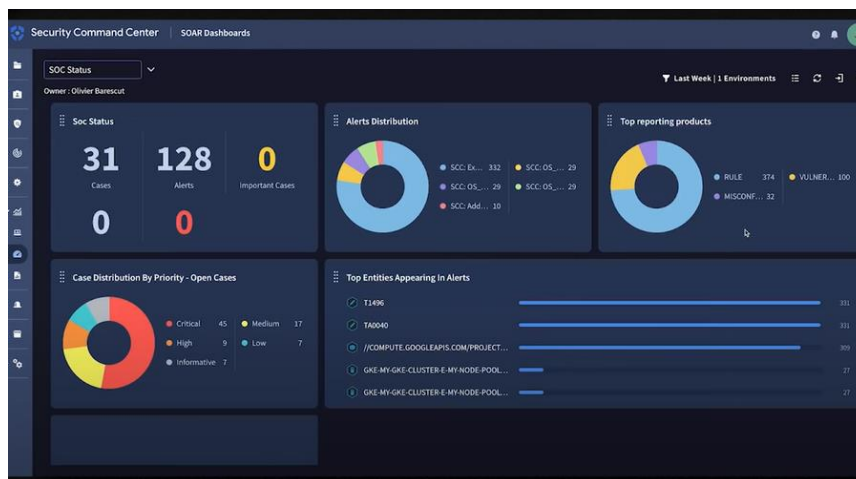 Security Command Center | SOAR Dashboards
SOC Status
Last Week | 1 Environments
Owner : Olivier Barescut
Soc Status
31
Cases
128
Alerts
0
Important Cases
0
0
Alerts Distribution
SCC: Ex... 332
SCC: OS_... 29
SCC: OS_... 29
SCC: OS_... 29
SCC: Add... 10
Top reporting products
RULE 374
VULNER... 100
MISCONF... 32
Case Distribution By Priority - Open Cases
Critical 45
Medium 17
High 9
Low 7
Informative 7
Top Entities Appearing In Alerts
T1496 331
TA0040 331
//COMPUTE.GOOGLEAPIS.COM/PROJECT... 309
GKE-MY-GKE-CLUSTER-E-MY-NODE-POOL... 27
GKE-MY-GKE-CLUSTER-E-MY-NODE-POOL... 27